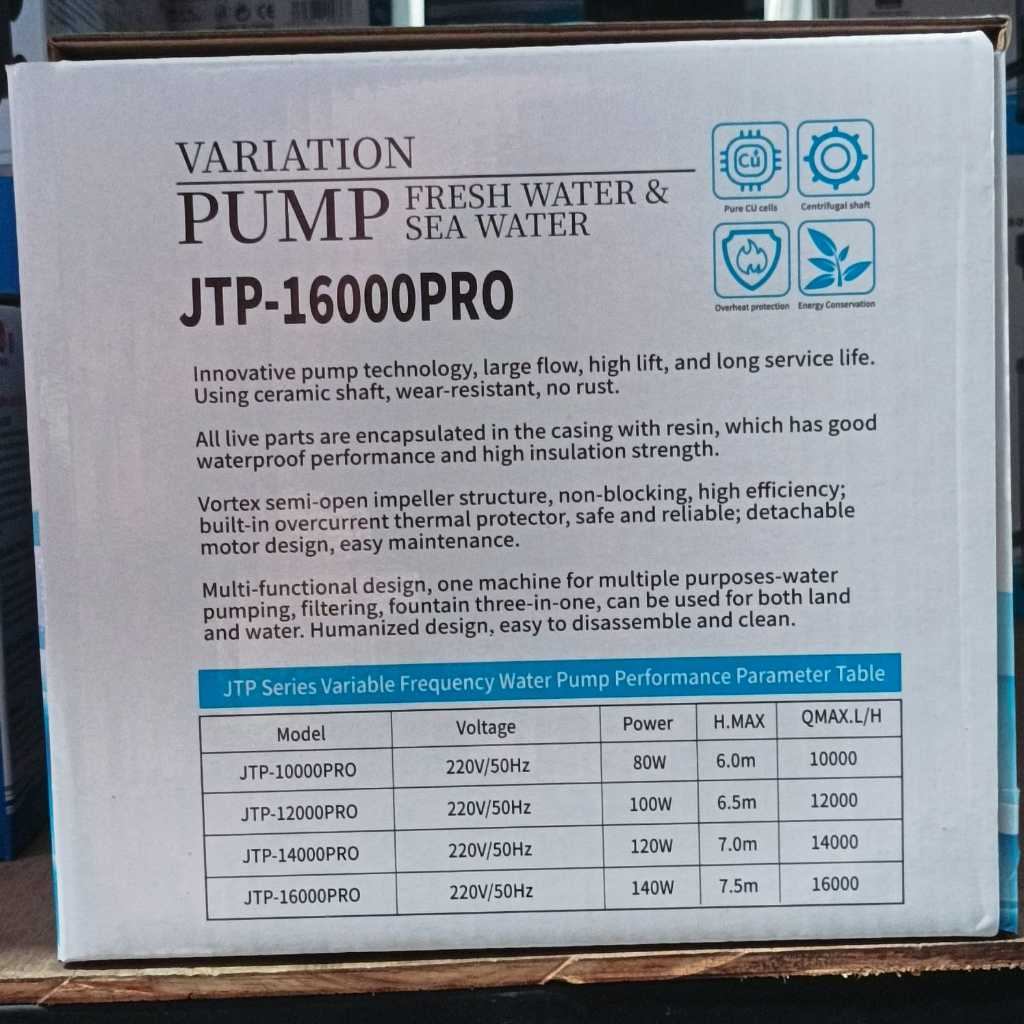 VARIATION
PUMP
FRESH WATER &
SEA WATER
JTP-16000PRO
Cu
Pure CU cells
Centrifugal shaft
Overheat protection
Energy Conservation
Innovative pump technology, large flow, high lift, and long service life.
Using ceramic shaft, wear-resistant, no rust.
All live parts are encapsulated in the casing with resin, which has good
waterproof performance and high insulation strength.
Vortex semi-open impeller structure, non-blocking, high efficiency;
built-in overcurrent thermal protector, safe and reliable; detachable
motor design, easy maintenance.
Multi-functional design, one machine for multiple purposes-water
pumping, filtering, fountain three-in-one, can be used for both land
and water. Humanized design, easy to disassemble and clean.
JTP Series Variable Frequency Water Pump Performance Parameter Table
Model Voltage Power H.MAX QMAX.L/H
JTP-10000PRO 220V/50Hz 80W 6.0m 10000
JTP-12000PRO 220V/50Hz 100W 6.5m 12000
JTP-14000PRO 220V/50Hz 120W 7.0m 14000
JTP-16000PRO 220V/50Hz 140W 7.5m 16000